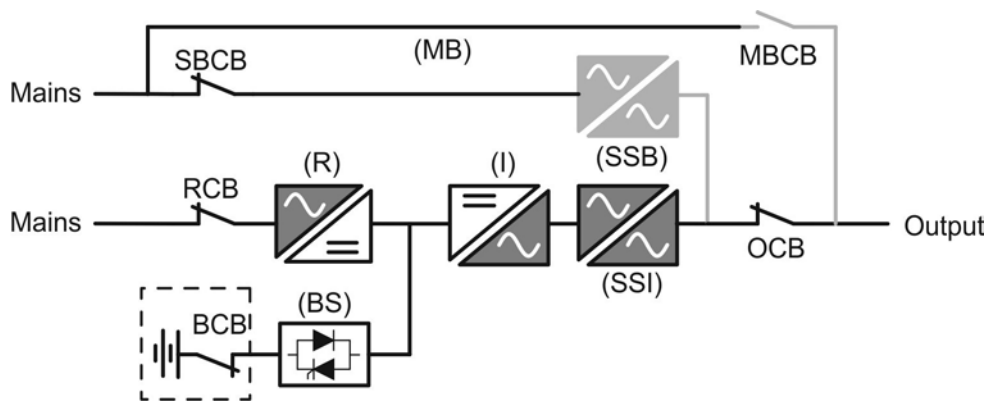 (MB)
MBCB
SBCB
Mains
(SSB)
(R)
(I)
RCB
Mains
Output
OCB
(SSI)
(BS)
BCB